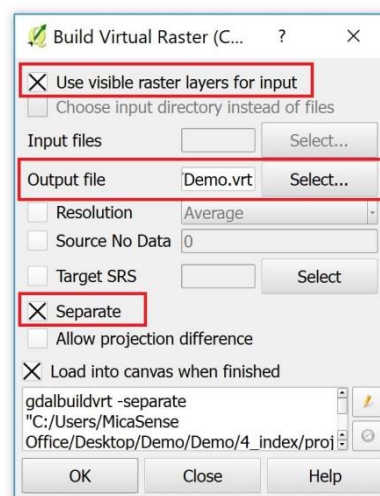 Build Virtual Raster (C... ? ×
Use visible raster layers for input
Choose input directory instead of files
Input files Select...
Output file /Demo.vrt Select...
Resolution Average
Source No Data 0
Target SRS Select
Separate
Allow projection difference
Load into canvas when finished
gdalbuildvrt -separate
"C:/Users/MicaSense
Office/Desktop/Demo/Demo/4_index/proj
OK Close Help